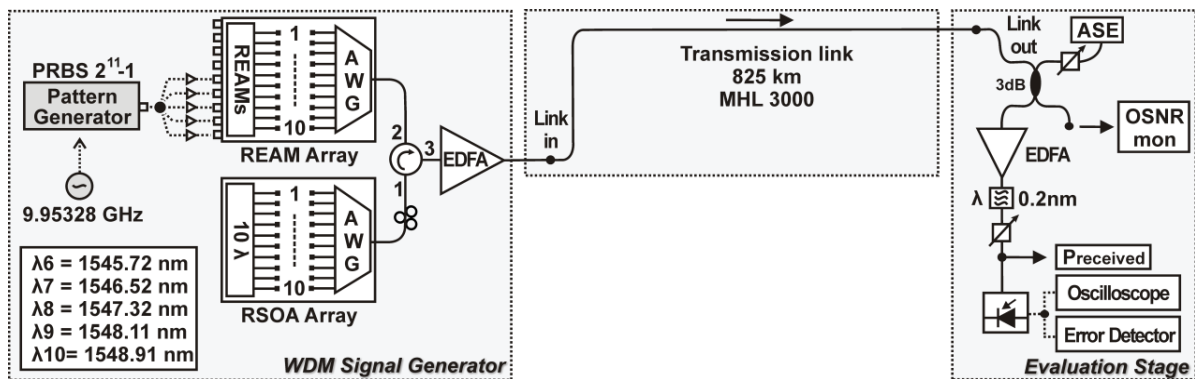 PRBS 2¹¹-1
Pattern
Generator
9.95328 GHz
REAMs
1
10
A
W
G
REAM Array
2
3
1
EDFA
10 λ
1
10
A
W
G
RSOA Array
λ6 = 1545.72 nm
λ7 = 1546.52 nm
λ8 = 1547.32 nm
λ9 = 1548.11 nm
λ10= 1548.91 nm
WDM Signal Generator
Link
in
Transmission link
825 km
MHL 3000
Link
out
ASE
3dB
OSNR
mon
EDFA
λ
0.2nm
Preceived
Oscilloscope
Error Detector
Evaluation Stage